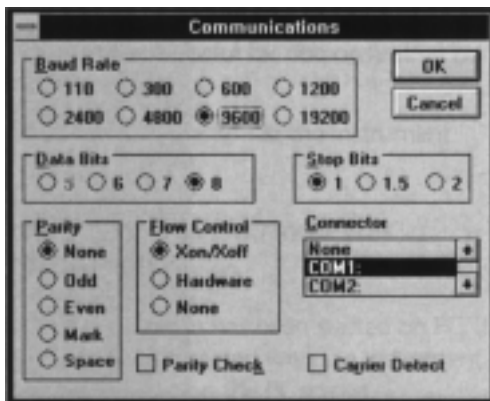 Communications
Baud Rate
110 300 600 1200
2400 4800 9600 19200
OK
Cancel
Data Bits
5 6 7 8
Stop Bits
1 1.5 2
Parity
None
Odd
Even
Mark
Space
Flow Control
Xon/Xoff
Hardware
None
Connector
None
COM1:
COM2:
Parity Check
Carrier Detect